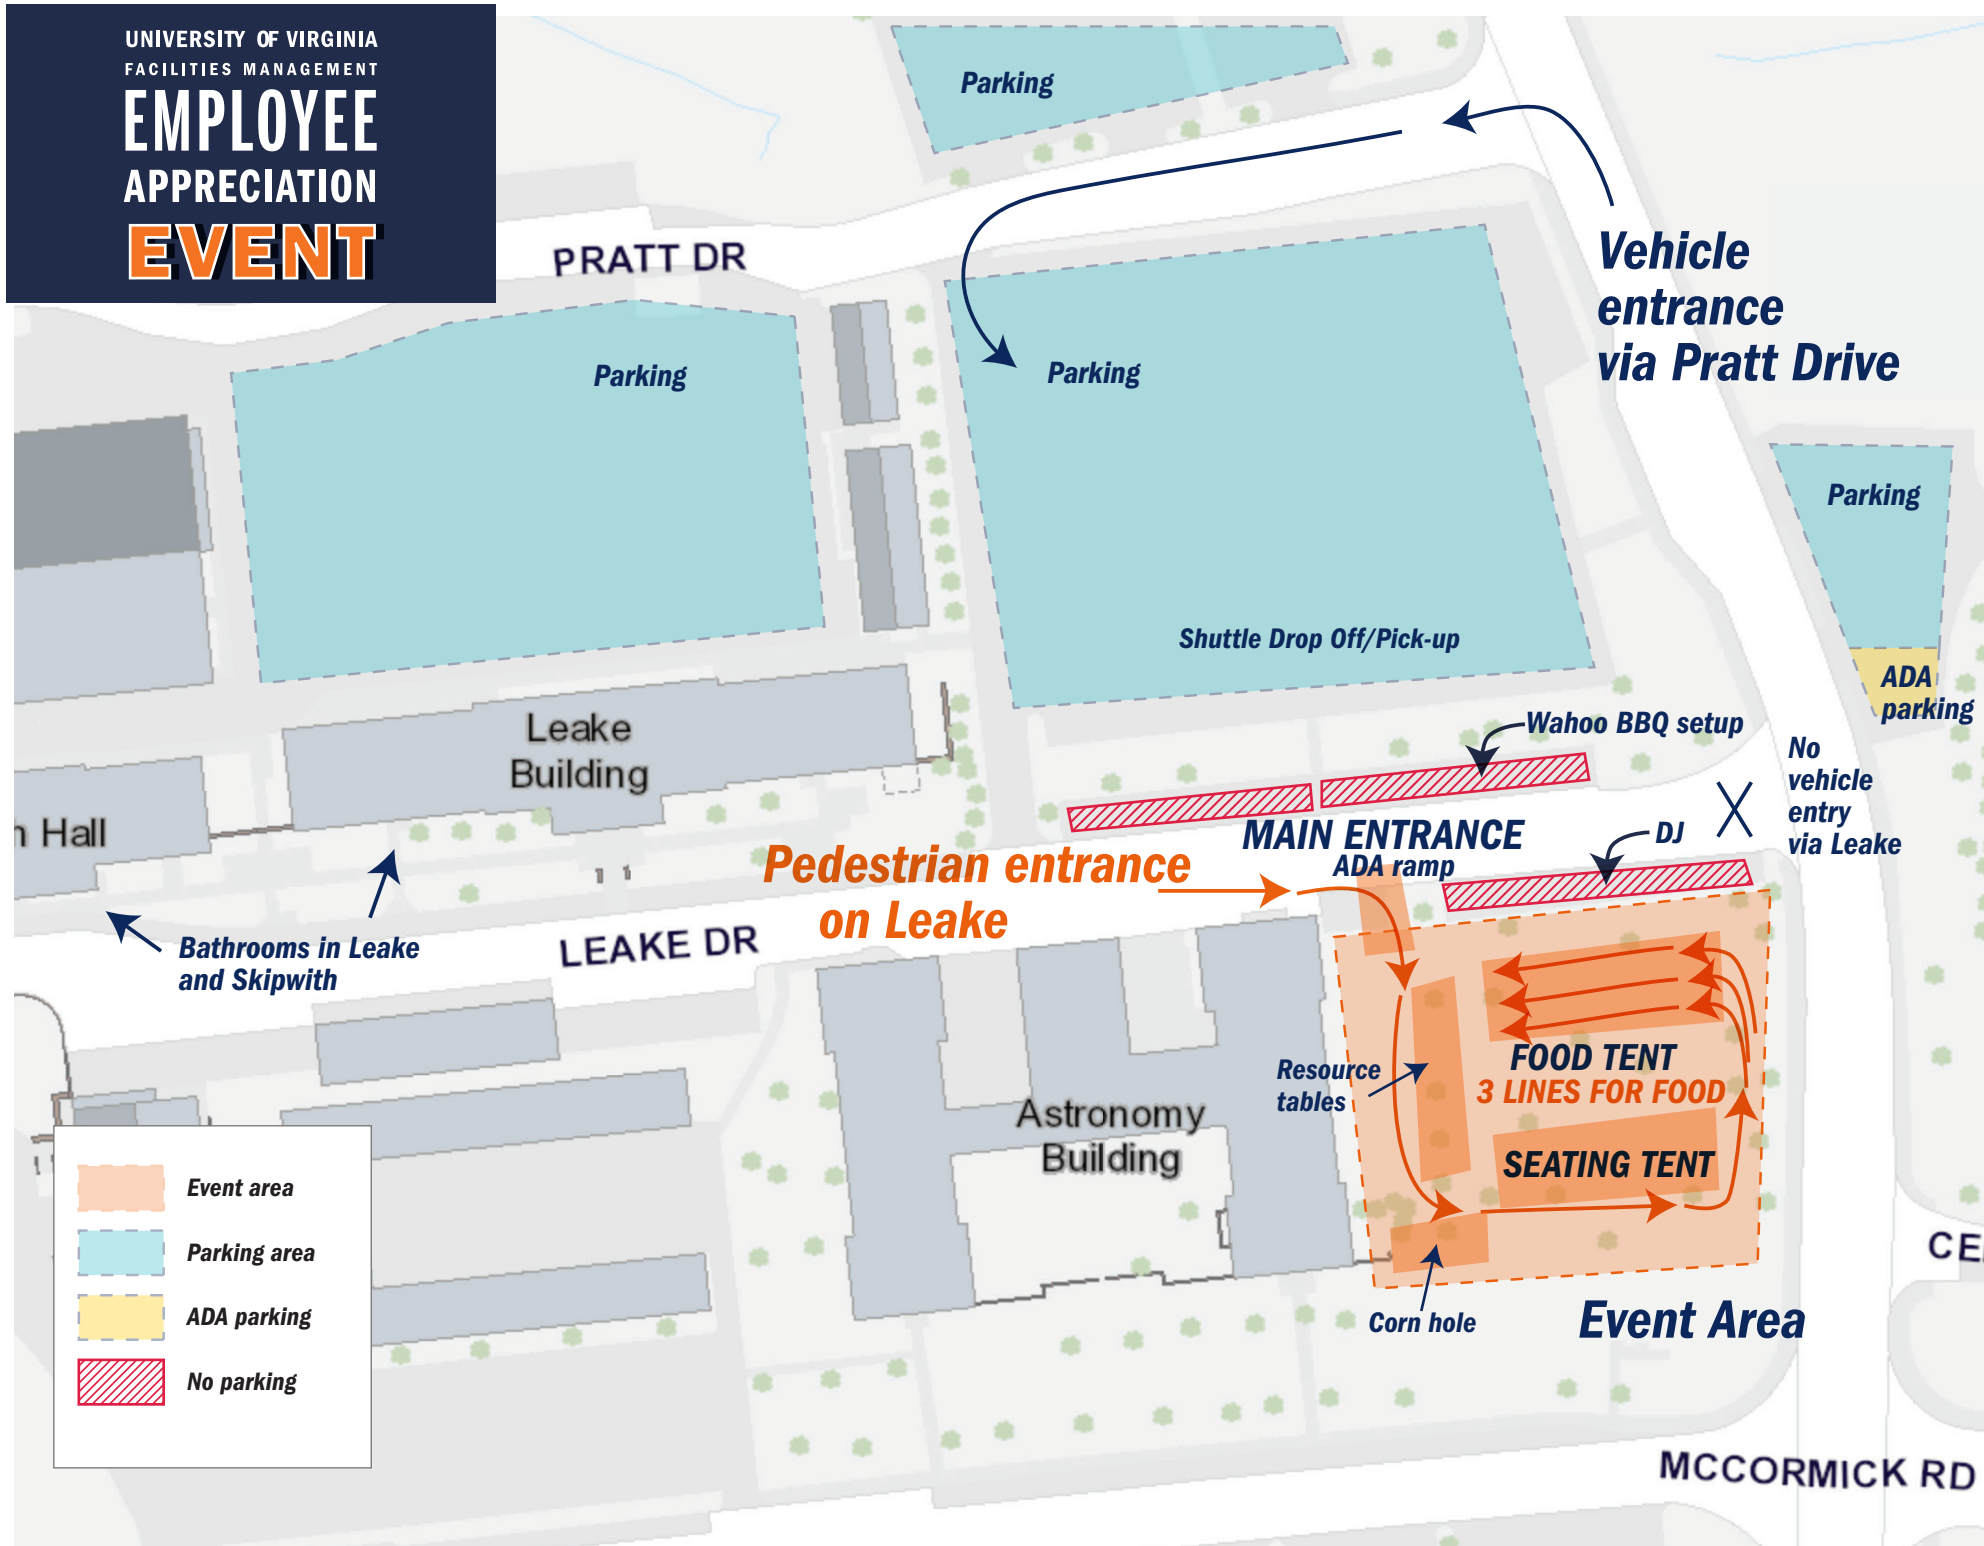 UNIVERSITY OF VIRGINIA
FACILITIES MANAGEMENT
EMPLOYEE
APPRECIATION
EVENT
Parking
PRATT DR
Vehicle
entrance
via Pratt Drive
Parking
Parking
Parking
Shuttle Drop Off/Pick-up
ADA
parking
Leake
Building
Wahoo BBQ setup
No
vehicle
entry
via Leake
h Hall
MAIN ENTRANCE
ADA ramp
DJ
Pedestrian entrance
on Leake
Bathrooms in Leake
and Skipwith
LEAKE DR
Resource
tables
FOOD TENT
3 LINES FOR FOOD
Astronomy
Building
SEATING TENT
Corn hole
Event Area
CE
MCCORMICK RD
Event area
Parking area
ADA parking
No parking